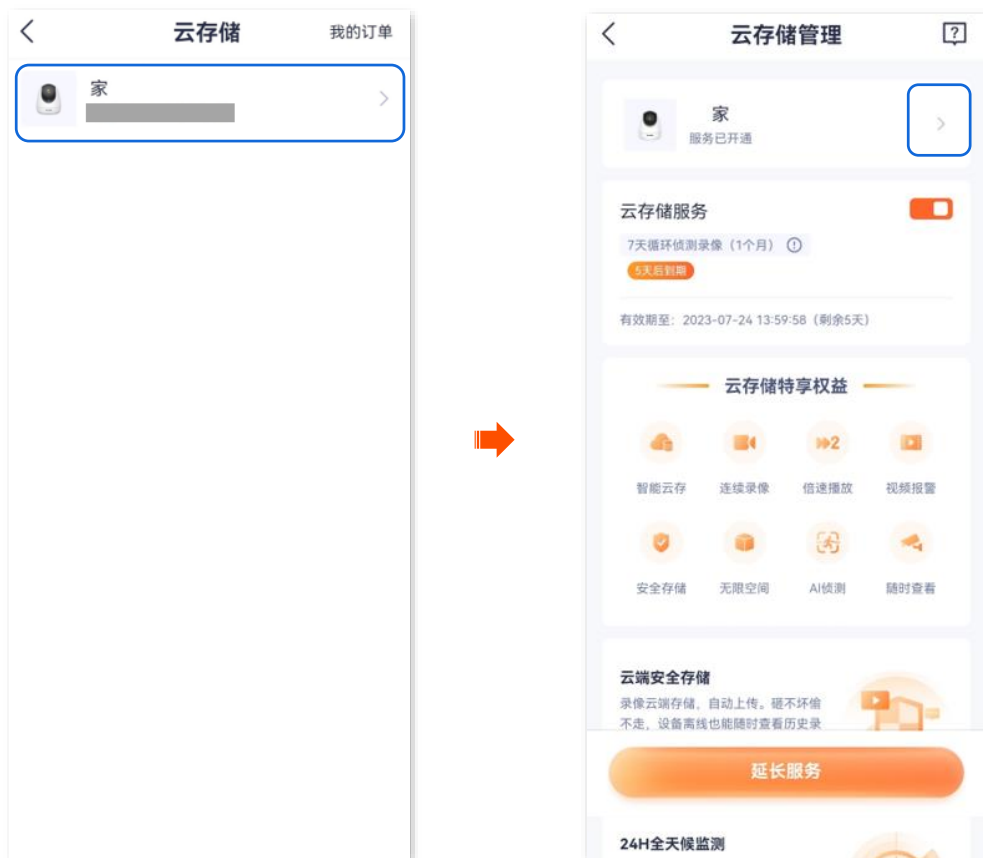 云存储
我的订单
家
云存储管理
家
服务已开通
云存储服务
7天循环侦测录像（1个月）
5天后到期
有效期至：2023-07-24 13:59:58（剩余5天）
云存储特享权益
2
智能云存 连续录像 倍速播放 视频报警
安全存储 无限空间 AI侦测 随时查看
云端安全存储
录像云端存储，自动上传。砸不坏偷
不走，设备离线也能随时查看历史录
延长服务
24H全天候监测